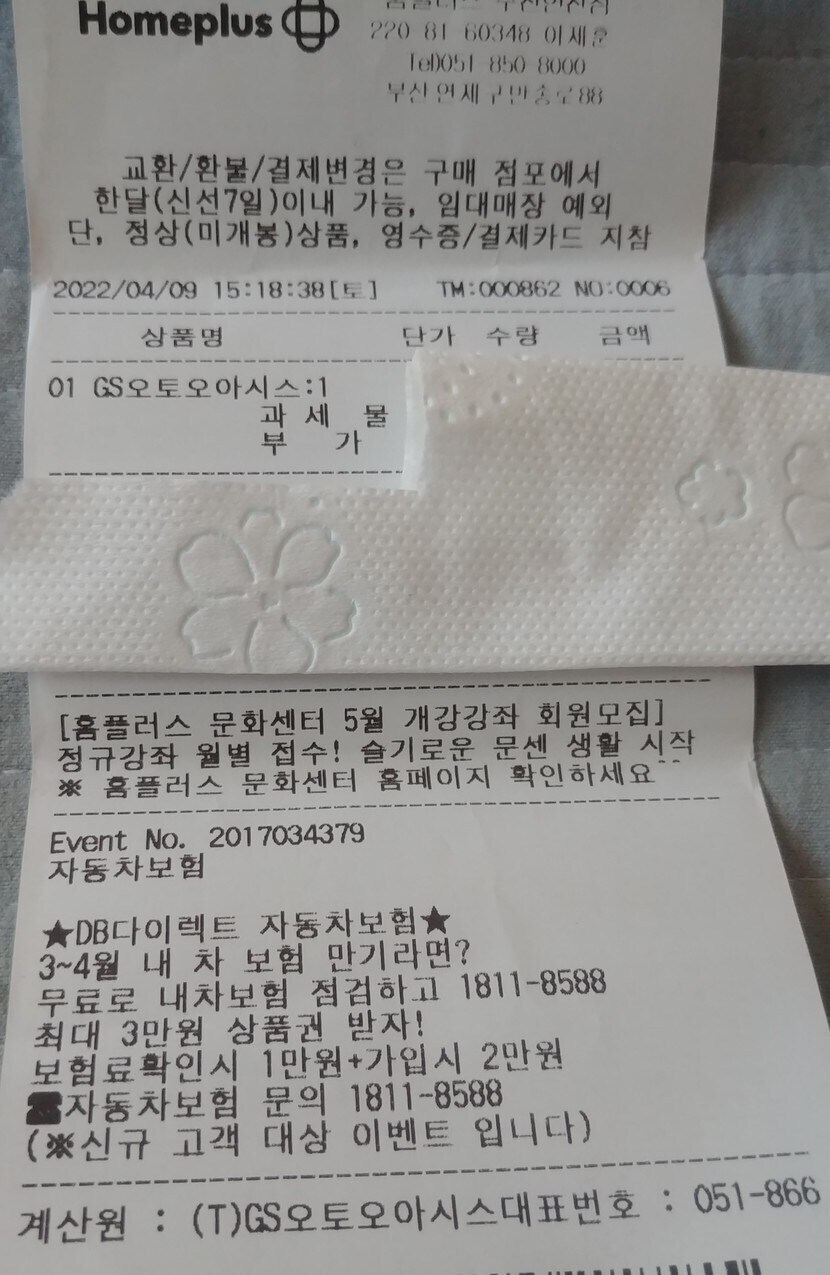 Homeplus
220 81 60348 이제훈
Tel)051 850 8000
부산 연제구 반송로 88
교환/환불/결제변경은 구매 점포에서
한달(신선7일)이내 가능, 임대매장 예외
단, 정상(미개봉)상품, 영수증/결제카드 지참
2022/04/09 15:18:38[토] TM:000862 NO:0006
상품명 단가 수량 금액
01 GS오토오아시스:1
과 세 물
부 가
[홈플러스 문화센터 5월 개강강좌 회원모집]
정규강좌 월별 접수! 슬기로운 문센 생활 시작^^
※ 홈플러스 문화센터 홈페이지 확인하세요
Event No. 2017034379
자동차보험
★DB다이렉트 자동차보험★
3~4월 내 차 보험 만기라면?
무료로 내차보험 점검하고 1811-8588
최대 3만원 상품권 받자!
보험료확인시 1만원+가입시 2만원
☎자동차보험 문의 1811-8588
(※신규 고객 대상 이벤트 입니다)
계산원 : (T)GS오토오아시스대표번호 : 051-866